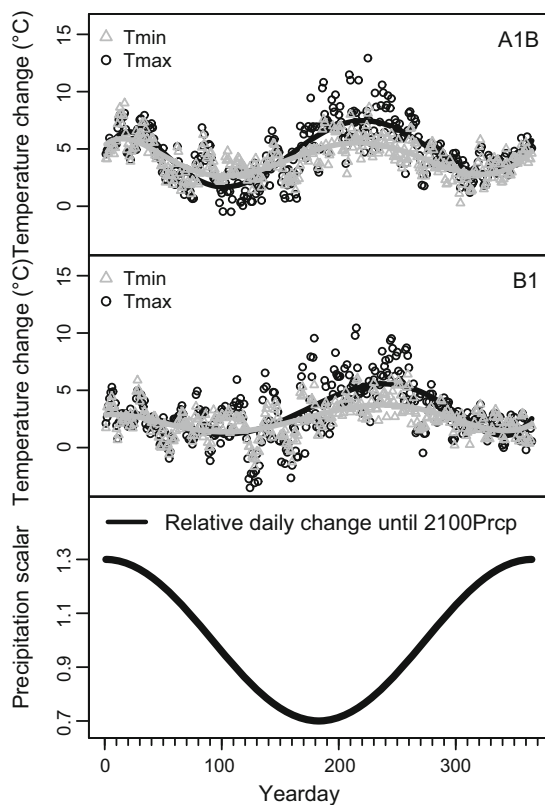 Temperature change (°C)
15
10
5
0
Tmin
Tmax
A1B
Temperature change (°C)
15
10
5
0
Tmin
Tmax
B1
Precipitation scalar
1.3
1.1
0.9
0.7
Relative daily change until 2100Prcp
0 100 200 300
Yearday